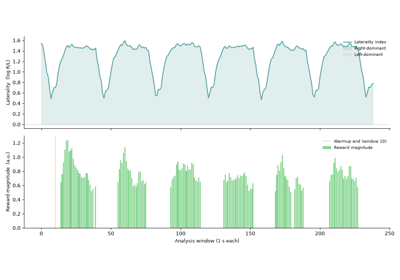 1.6
1.4
1.2
1.0
0.8
0.6
0.4
0.2
0.0
Laterality (log R/L)
Laterality index
Right-dominant
Left-dominant
1.2
1.0
0.8
0.6
0.4
0.2
0.0
Reward magnitude (a.u.)
Warmup end (window 10)
Reward magnitude
0 50 100 150 200 250
Analysis window (1 s each)